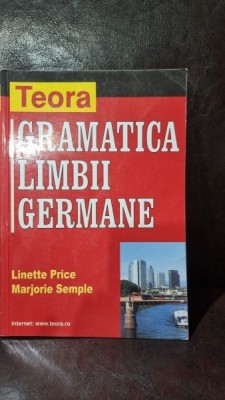 Teora
GRAMATICA
LIMBII
GERMANE
Linette Price
Marjorie Semple
internet: www.teora.ro